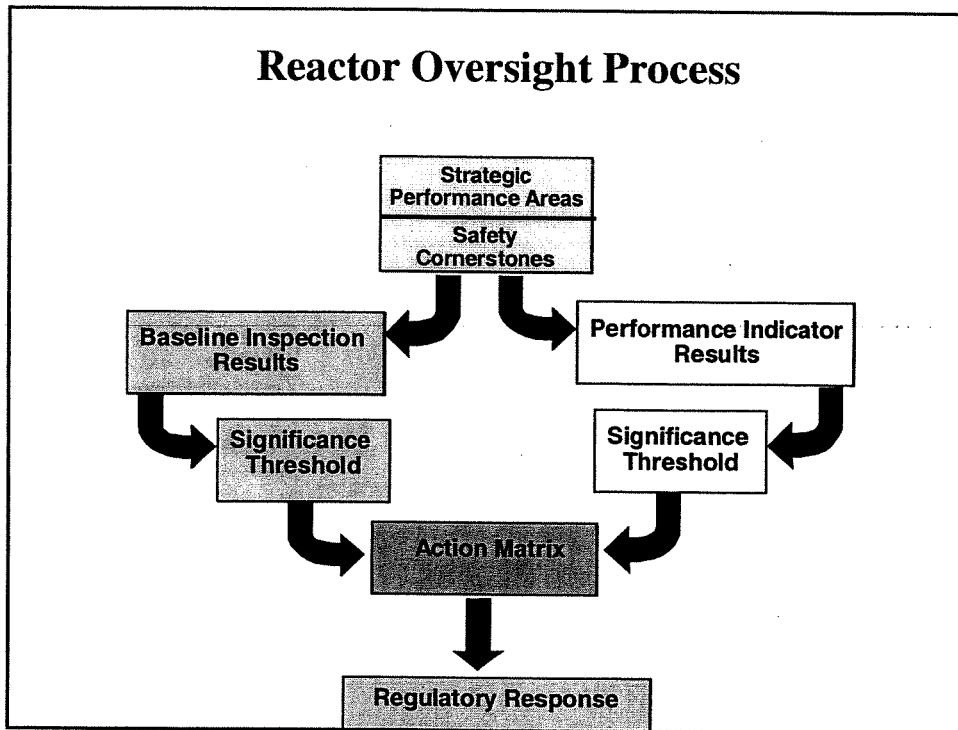 Reactor Oversight Process
Strategic
Performance Areas
Safety
Cornerstones
Baseline Inspection
Results
Performance Indicator
Results
Significance
Threshold
Significance
Threshold
Action Matrix
Regulatory Response